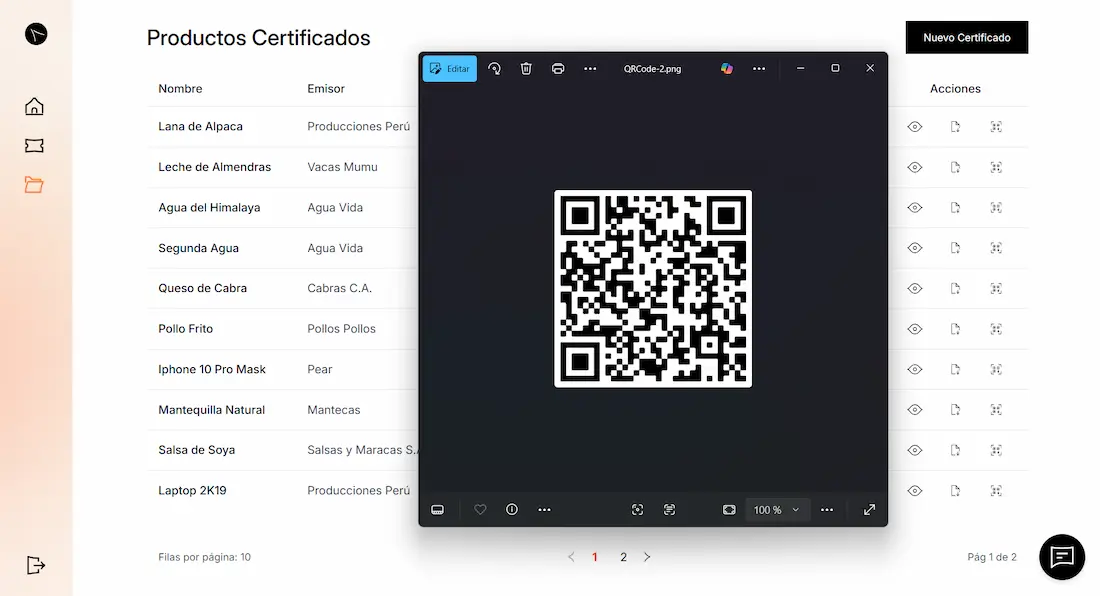 Productos Certificados
Nuevo Certificado
Editar
QRCode-2.png
Nombre
Emisor
Acciones
Lana de Alpaca
Producciones Perú
Leche de Almendras
Vacas Mumu
Agua del Himalaya
Agua Vida
Segunda Agua
Agua Vida
Queso de Cabra
Cabras C.A.
Pollo Frito
Pollos Pollos
Iphone 10 Pro Mask
Pear
Mantequilla Natural
Mantecas
Salsa de Soya
Salsas y Maracas S.
Laptop 2K19
Producciones Perú
100 %
Filas por página: 10
1
2
Pág 1 de 2